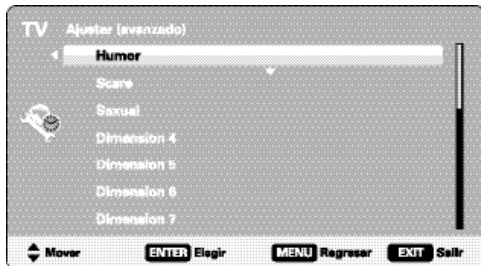 TV Ajustar (avanzado)
Humor
Scare
Sexual
Dimension 4
Dimension 5
Dimension 6
Dimension 7
Mover ENTER Elegir MENU Regresar EXIT Salir